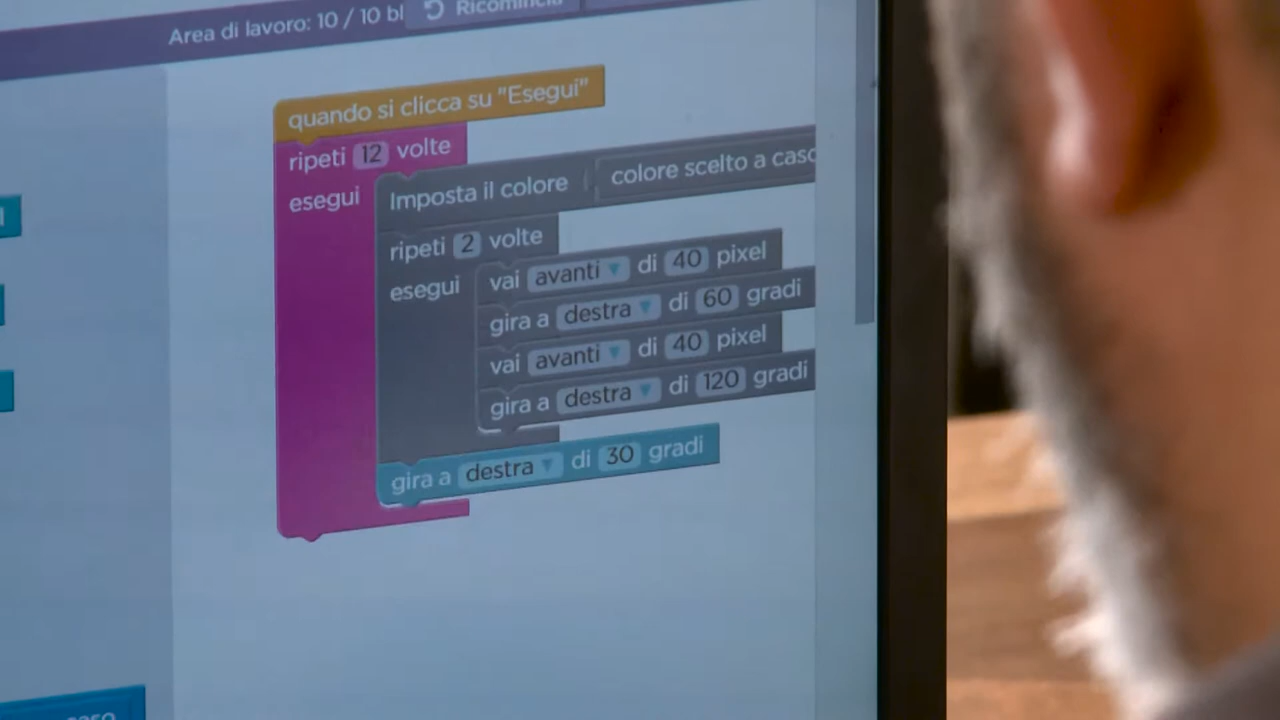 Area di lavoro: 10 / 10 bl
Ricomincia
quando si clicca su "Esegui"
ripeti 12 volte
esegui
Imposta il colore
colore scelto a caso
ripeti 2 volte
esegui
vai avanti di 40 pixel
gira a destra di 60 gradi
vai avanti di 40 pixel
gira a destra di 120 gradi
gira a destra di 30 gradi